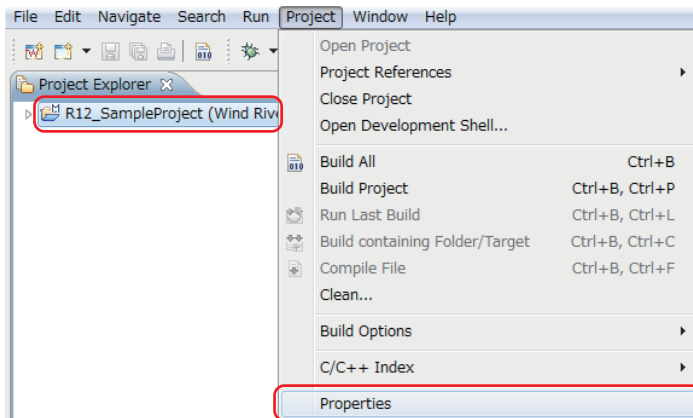 File Edit Navigate Search Run Project Window Help
Project Explorer
R12_SampleProject (Wind Rive
Open Project
Project References
Close Project
Open Development Shell...
Build All Ctrl+B
Build Project Ctrl+B, Ctrl+P
Run Last Build Ctrl+B, Ctrl+L
Build containing Folder/Target Ctrl+B, Ctrl+C
Compile File Ctrl+B, Ctrl+F
Clean...
Build Options
C/C++ Index
Properties